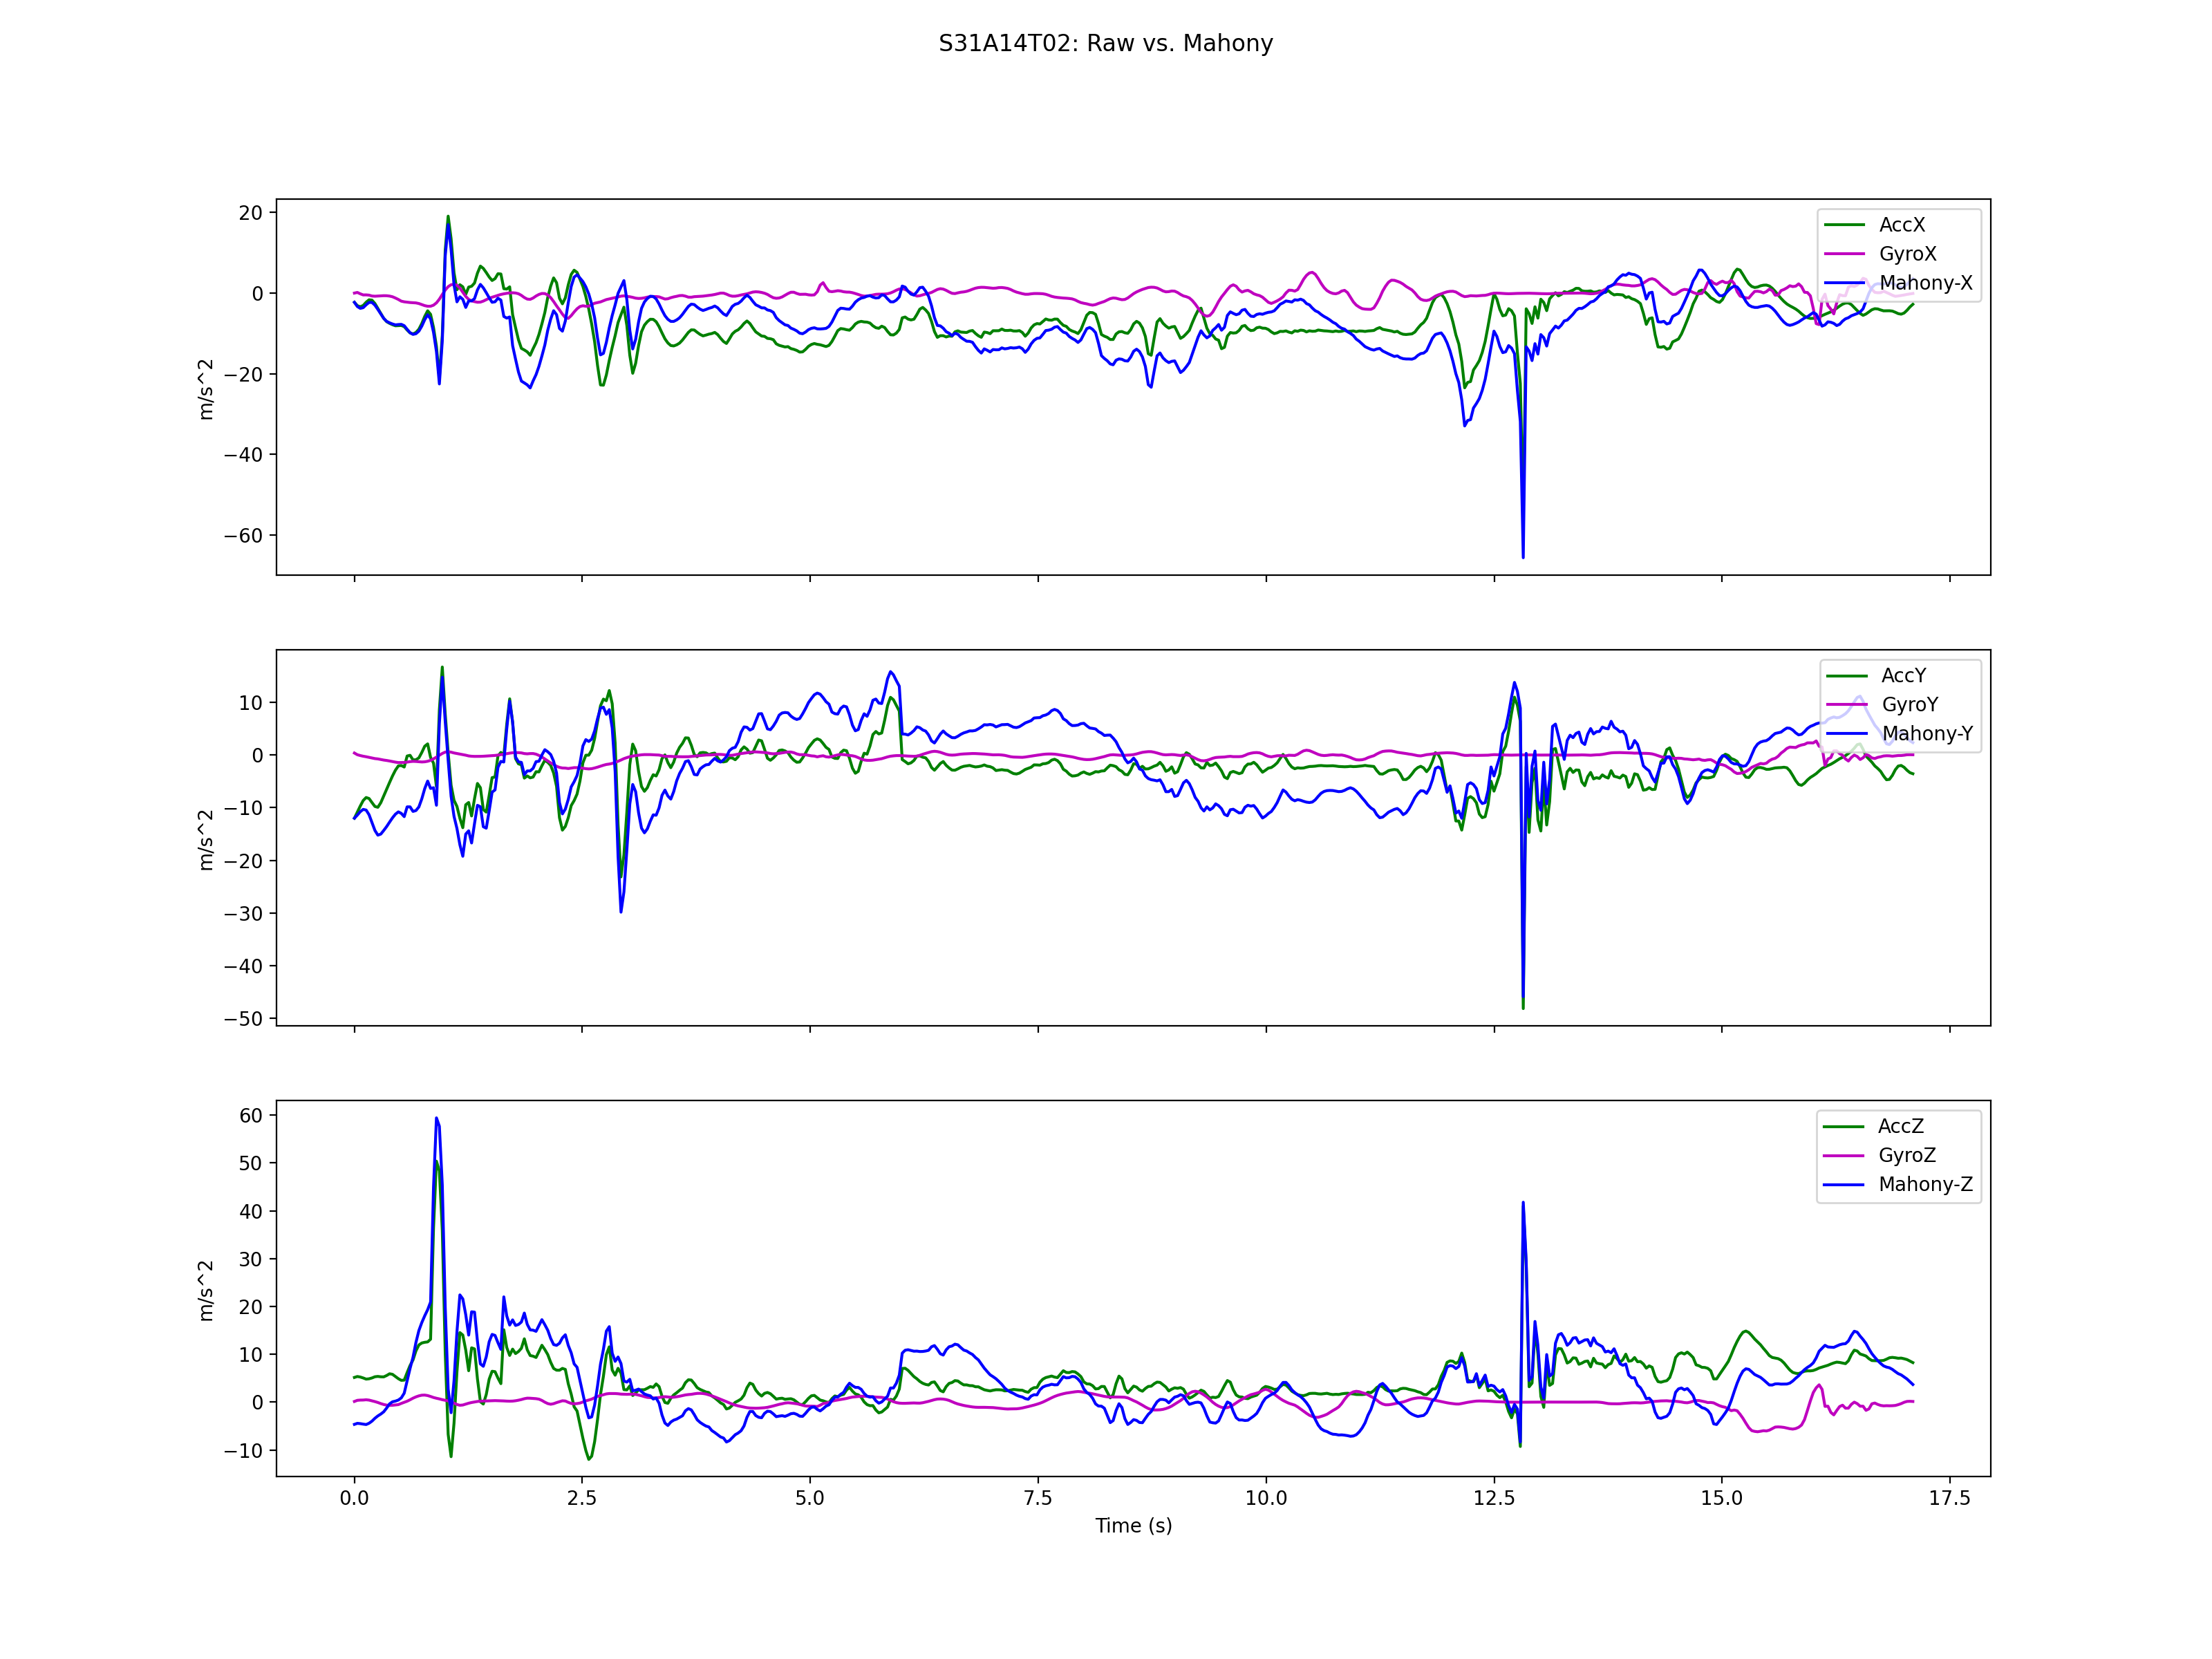 S31A14T02: Raw vs. Mahony
20
0
−20
−40
−60
m/s^2
AccX
GyroX
Mahony-X
10
0
−10
−20
−30
−40
−50
m/s^2
AccY
GyroY
Mahony-Y
60
50
40
30
20
10
0
−10
m/s^2
AccZ
GyroZ
Mahony-Z
0.0 2.5 5.0 7.5 10.0 12.5 15.0 17.5
Time (s)